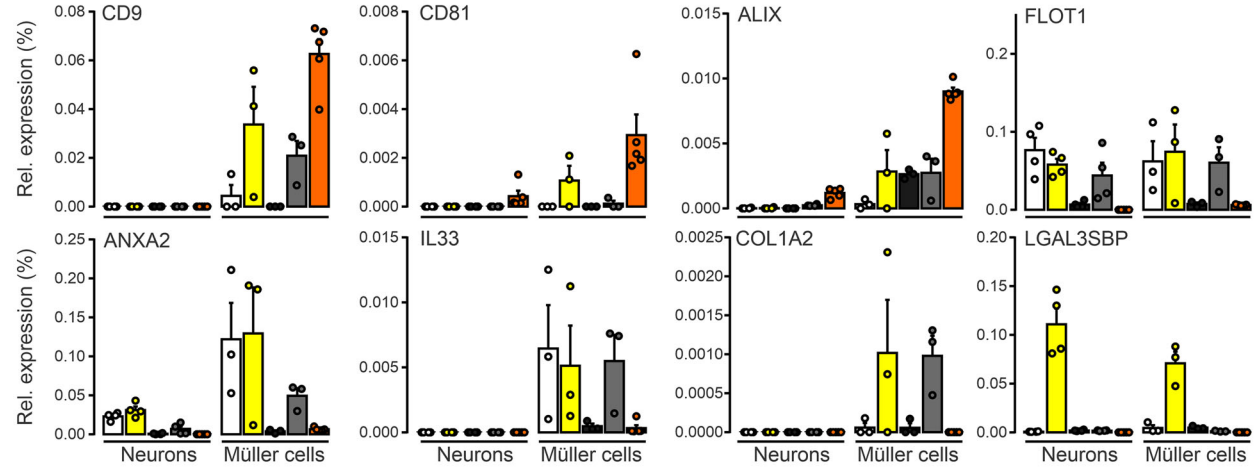 CD9
CD81
ALIX
FLOT1
Rel. expression (%)
0.08
0.06
0.04
0.02
0.00
0.008
0.006
0.004
0.002
0.000
0.015
0.010
0.005
0.000
0.2
0.1
0.0
ANXA2
IL33
COL1A2
LGAL3SBP
Rel. expression (%)
0.25
0.20
0.15
0.10
0.05
0.00
0.015
0.010
0.005
0.000
0.0025
0.0020
0.0015
0.0010
0.0005
0.0000
0.20
0.15
0.10
0.05
0.00
Neurons Müller cells
Neurons Müller cells
Neurons Müller cells
Neurons Müller cells